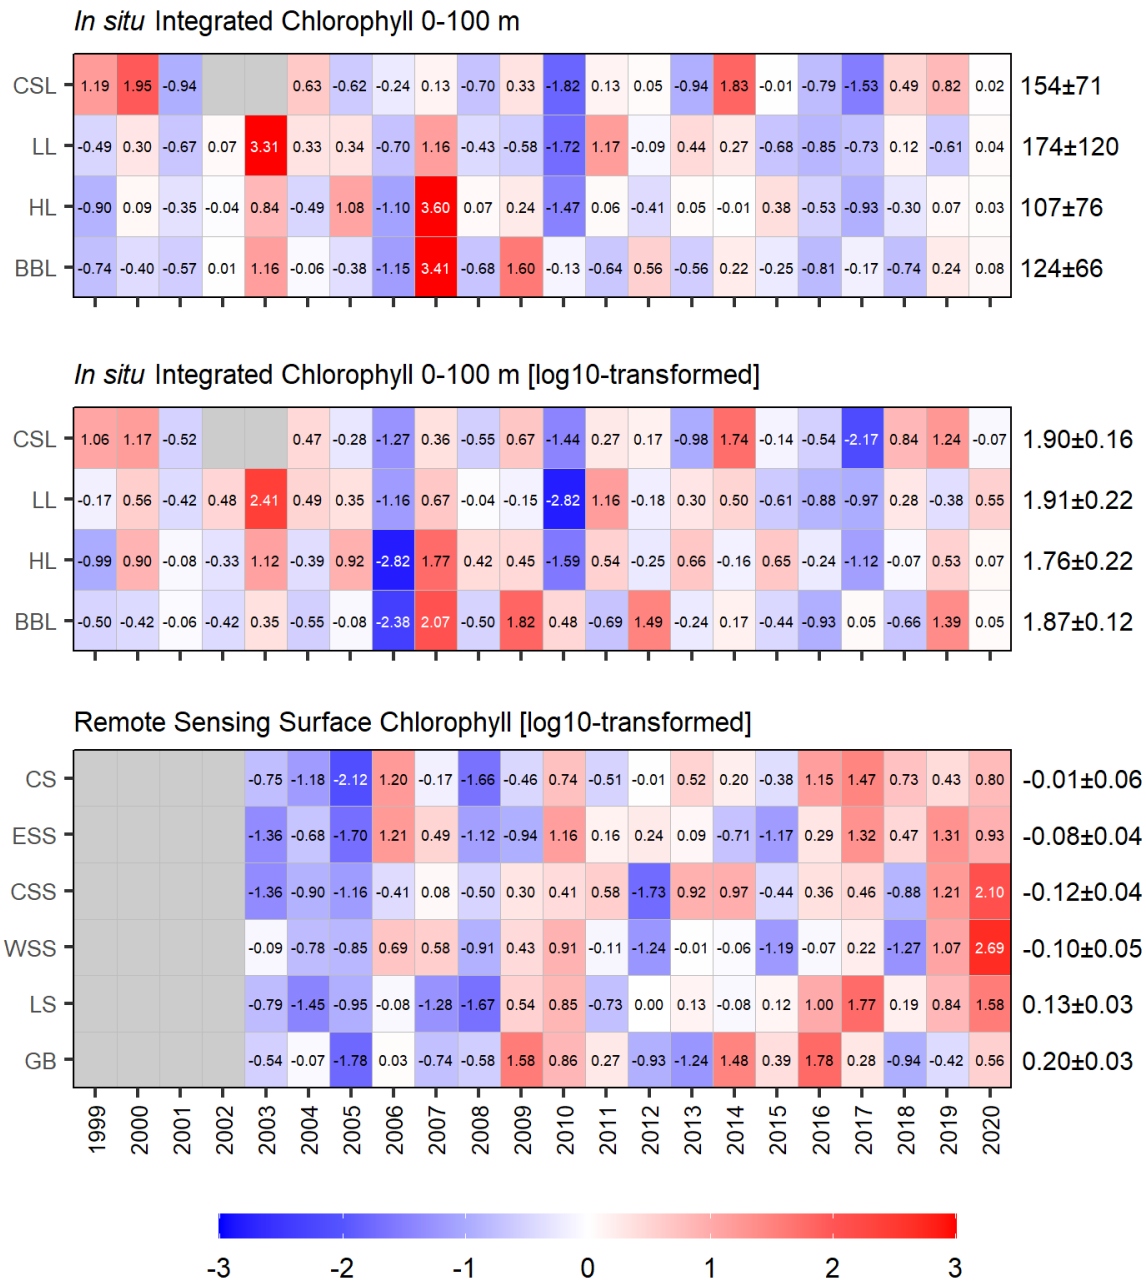 In situ Integrated Chlorophyll 0-100 m
CSL 1.19 1.95 -0.94 0.63 -0.62 -0.24 0.13 -0.70 0.33 -1.82 0.13 0.05 -0.94 1.83 -0.01 -0.79 -1.53 0.49 0.82 0.02 154±71
LL -0.49 0.30 -0.67 0.07 3.31 0.33 0.34 -0.70 1.16 -0.43 -0.58 -1.72 1.17 -0.09 0.44 0.27 -0.68 -0.85 -0.73 0.12 -0.61 0.04 174±120
HL -0.90 0.09 -0.35 -0.04 0.84 -0.49 1.08 -1.10 3.60 0.07 0.24 -1.47 0.06 -0.41 0.05 -0.01 0.38 -0.53 -0.93 -0.30 0.07 0.03 107±76
BBL -0.74 -0.40 -0.57 0.01 1.16 -0.06 -0.38 -1.15 3.41 -0.68 1.60 -0.13 -0.64 0.56 -0.56 0.22 -0.25 -0.81 -0.17 -0.74 0.24 0.08 124±66
In situ Integrated Chlorophyll 0-100 m [log10-transformed]
CSL 1.06 1.17 -0.52 0.47 -0.28 -1.27 0.36 -0.55 0.67 -1.44 0.27 0.17 -0.98 1.74 -0.14 -0.54 -2.17 0.84 1.24 -0.07 1.90±0.16
LL -0.17 0.56 -0.42 0.48 2.41 0.49 0.35 -1.16 0.67 -0.04 -0.15 -2.82 1.16 -0.18 0.30 0.50 -0.61 -0.88 -0.97 0.28 -0.38 0.55 1.91±0.22
HL -0.99 0.90 -0.08 -0.33 1.12 -0.39 0.92 -2.82 1.77 0.42 0.45 -1.59 0.54 -0.25 0.66 -0.16 0.65 -0.24 -1.12 -0.07 0.53 0.07 1.76±0.22
BBL -0.50 -0.42 -0.06 -0.42 0.35 -0.55 -0.08 -2.38 2.07 -0.50 1.82 0.48 -0.69 1.49 -0.24 0.17 -0.44 -0.93 0.05 -0.66 1.39 0.05 1.87±0.12
Remote Sensing Surface Chlorophyll [log10-transformed]
CS -0.75 -1.18 -2.12 1.20 -0.17 -1.66 -0.46 0.74 -0.51 -0.01 0.52 0.20 -0.38 1.15 1.47 0.73 0.43 0.80 -0.01±0.06
ESS -1.36 -0.68 -1.70 1.21 0.49 -1.12 -0.94 1.16 0.16 0.24 0.09 -0.71 -1.17 0.29 1.32 0.47 1.31 0.93 -0.08±0.04
CSS -1.36 -0.90 -1.16 -0.41 0.08 -0.50 0.30 0.41 0.58 -1.73 0.92 0.97 -0.44 0.36 0.46 -0.88 1.21 2.10 -0.12±0.04
WSS -0.09 -0.78 -0.85 0.69 0.58 -0.91 0.43 0.91 -0.11 -1.24 -0.01 -0.06 -1.19 -0.07 0.22 -1.27 1.07 2.69 -0.10±0.05
LS -0.79 -1.45 -0.95 -0.08 -1.28 -1.67 0.54 0.85 -0.73 0.00 0.13 -0.08 0.12 1.00 1.77 0.19 0.84 1.58 0.13±0.03
GB -0.54 -0.07 -1.78 0.03 -0.74 -0.58 1.58 0.86 0.27 -0.93 -1.24 1.48 0.39 1.78 0.28 -0.94 -0.42 0.56 0.20±0.03
1999 2000 2001 2002 2003 2004 2005 2006 2007 2008 2009 2010 2011 2012 2013 2014 2015 2016 2017 2018 2019 2020
-3 -2 -1 0 1 2 3